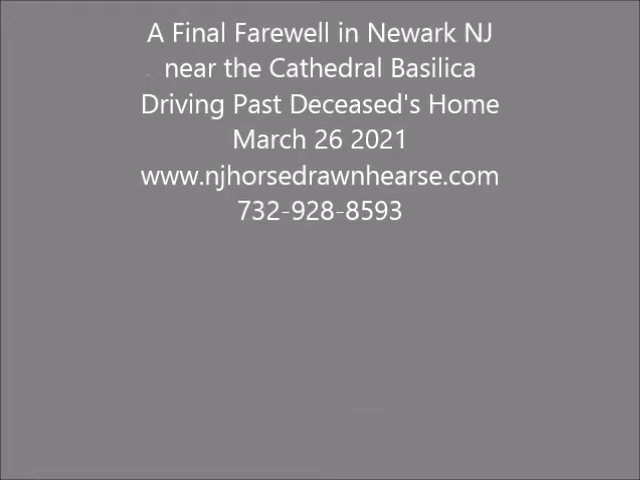 A Final Farewell in Newark NJ
near the Cathedral Basilica
Driving Past Deceased's Home
March 26 2021
www.njhorsedrawnhearse.com
732-928-8593